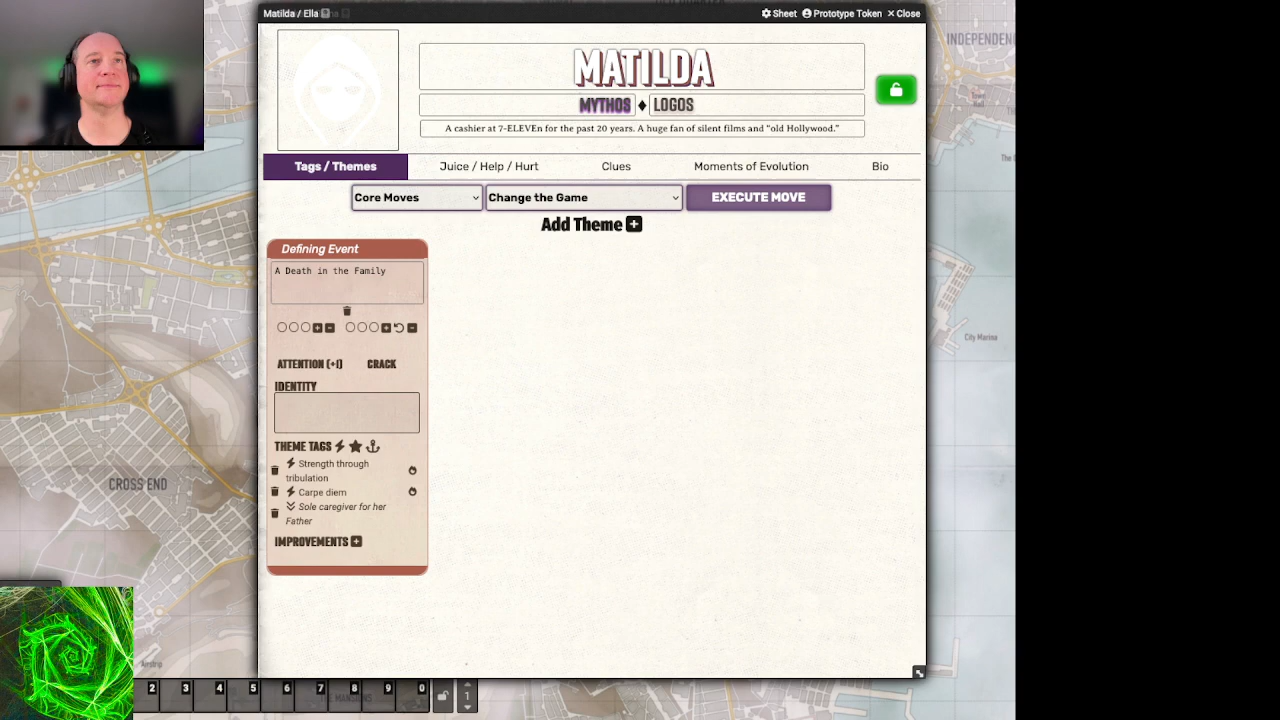 Matilda / Ella
Sheet Prototype Token Close
MATILDA
MYTHOS LOGOS
A cashier at 7-ELEVEn for the past 20 years. A huge fan of silent films and "old Hollywood."
Tags / Themes Juice / Help / Hurt Clues Moments of Evolution Bio
Core Moves Change the Game EXECUTE MOVE
Add Theme
Defining Event
A Death in the Family
ATTENTION (+1) CRACK
IDENTITY
THEME TAGS
Strength through
tribulation
Carpe diem
Sole caregiver for her
Father
IMPROVEMENTS
INDEPENDENC
Town
Hall
The
City Marina
CROSS END
Airstrip
2 3 4 5 6 7 8 9 0 1